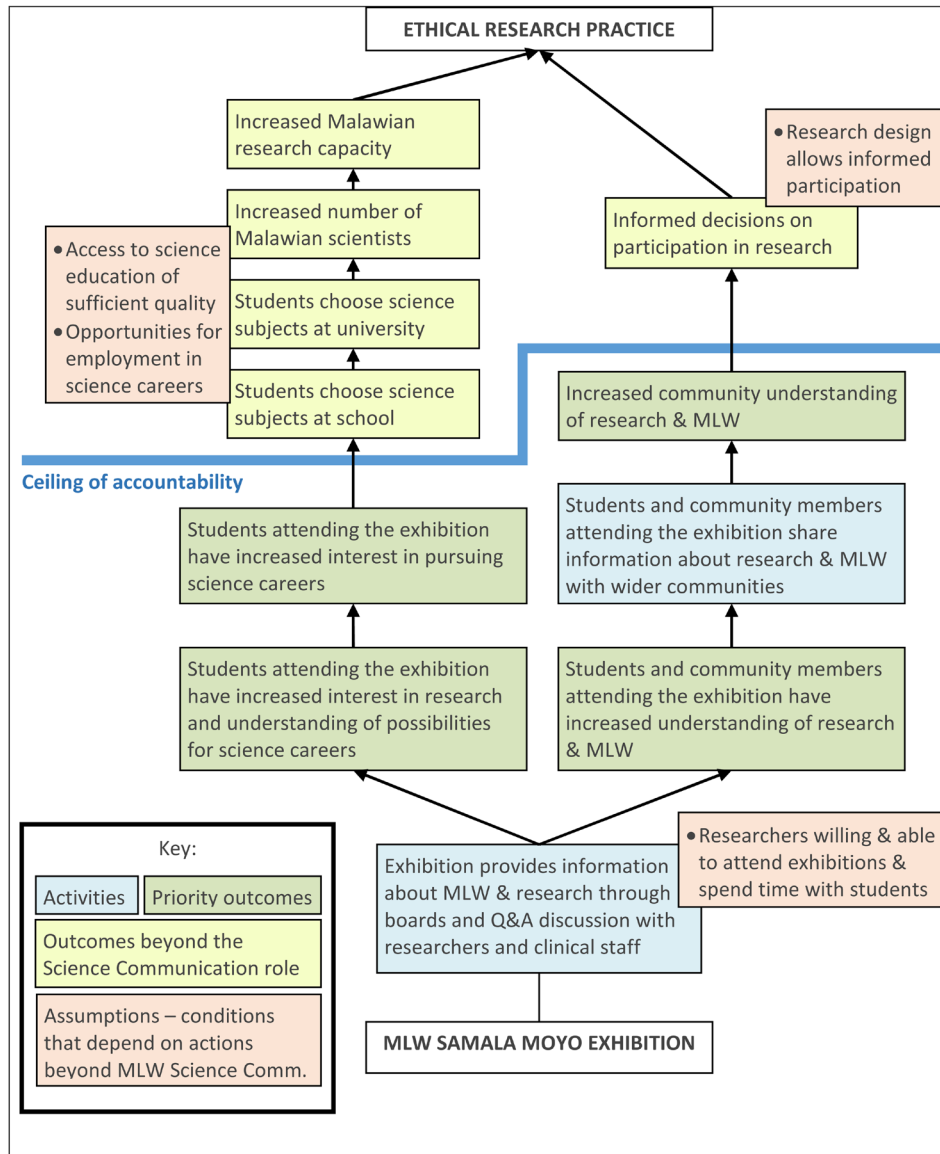 ETHICAL RESEARCH PRACTICE
Increased Malawian
research capacity
• Research design
allows informed
participation
Increased number of
Malawian scientists
Informed decisions on
participation in research
• Access to science
education of
sufficient quality
• Opportunities for
employment in
science careers
Students choose science
subjects at university
Students choose science
subjects at school
Increased community understanding
of research & MLW
Ceiling of accountability
Students attending the exhibition
have increased interest in pursuing
science careers
Students and community members
attending the exhibition share
information about research & MLW
with wider communities
Students attending the exhibition
have increased interest in research
and understanding of possibilities
for science careers
Students and community members
attending the exhibition have
increased understanding of research
& MLW
Exhibition provides information
about MLW & research through
boards and Q&A discussion with
researchers and clinical staff
• Researchers willing & able
to attend exhibitions &
spend time with students
MLW SAMALA MOYO EXHIBITION
Key:
Activities
Priority outcomes
Outcomes beyond the
Science Communication role
Assumptions – conditions
that depend on actions
beyond MLW Science Comm.